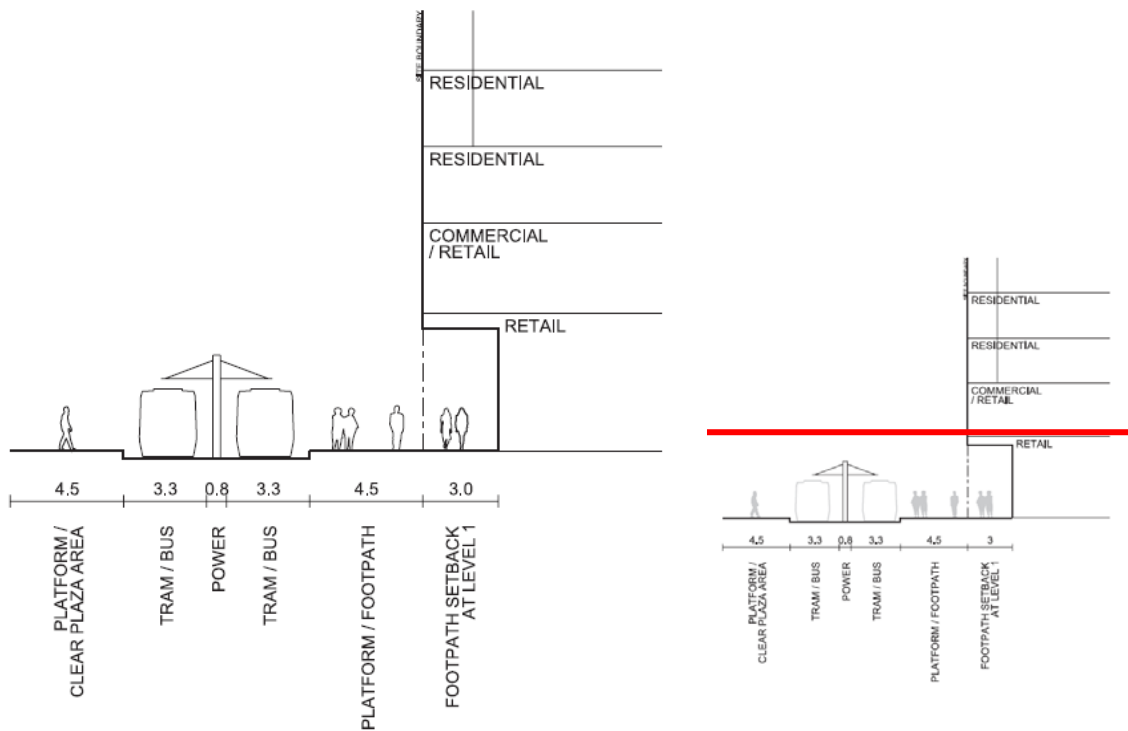 SITE BOUNDARY
RESIDENTIAL
RESIDENTIAL
COMMERCIAL
/ RETAIL
RETAIL
4.5
3.3
0.8
3.3
4.5
3.0
PLATFORM /
CLEAR PLAZA AREA
TRAM / BUS
POWER
TRAM / BUS
PLATFORM / FOOTPATH
FOOTPATH SETBACK
AT LEVEL 1
SITE BOUNDARY
RESIDENTIAL
RESIDENTIAL
COMMERCIAL
/ RETAIL
RETAIL
4.5
3.3
0.8
3.3
4.5
3
PLATFORM /
CLEAR PLAZA AREA
TRAM / BUS
POWER
TRAM / BUS
PLATFORM / FOOTPATH
FOOTPATH SETBACK
AT LEVEL 1